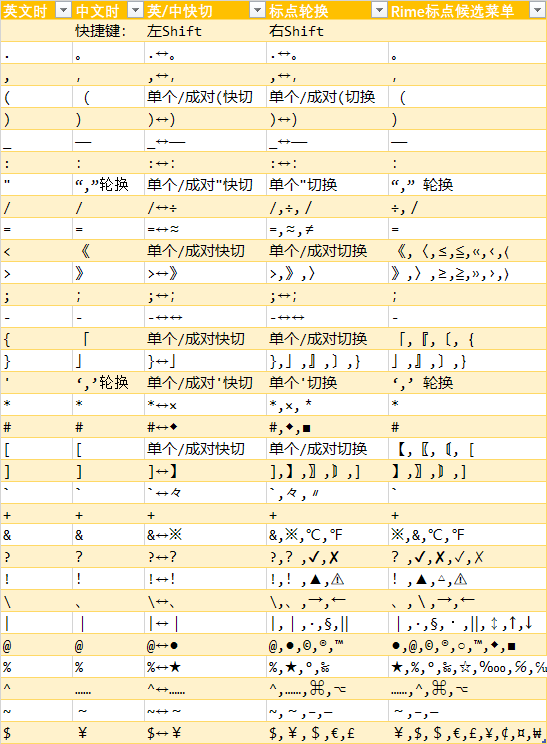 英文时 中文时 英/中快切 标点轮换 Rime标点候选菜单
快捷键: 左Shift 右Shift
. 。 .↔。 .↔。 。
, ， ,↔， ,↔， ，
( （ 单个/成对(快切 单个/成对(切换 （
) ） )↔） )↔） ）
_ —— _↔—— _↔—— ——
: ： :↔： :↔： ：
" “,”轮换 单个/成对"快切 单个"切换 “,” 轮换
/ / /↔÷ /,÷,／ ÷,／
= = =↔≈ =,≈,≠ =
< 《 单个/成对快切 单个/成对切换 《,〈,≤,≦,«,‹,⟨
> 》 >↔》 >,》,〉 》,〉,≥,≧,»,›,⟩
; ； ;↔； ;↔； ；
- - -↔↔ -↔↔ -
{ 「 单个/成对快切 单个/成对切换 「,『,〔,｛
} 」 }↔」 },」,』,〕,｝ 」,』,〕,｝
' ‘,’轮换 单个/成对'快切 单个'切换 ‘,’ 轮换
* * *↔× *,×,＊ *
# # #↔◆ #,◆,■ #
[ [ 单个/成对快切 单个/成对切换 【,〖,⟦,［
] ] ]↔】 ],】,〗,⟧,］ 】,〗,⟧,］
` ` `↔々 `,々,〃 `
+ + + + +
& & &↔※ &,※,℃,℉ ※,&,℃,℉
? ？ ?↔？ ?,？,✔,✘ ？,✔,✘,✓,✗
! ！ !↔！ !,！,▲,⚠ ！,▲,△,⚠
\ 、 \↔、 \,、,→,← 、,＼,→,←
| ｜ |↔｜ |,｜,·,§,‖ ｜,·,§,・,‖,↕,↑,↓
@ @ @↔● @,●,©,®,™ ●,@,©,®,○,™,◆,■
% % %↔★ %,★,°,‰ ★,%,°,‰,☆,‱,℅,℆
^ …… ^↔…… ^,……,⌘,⌥ ……,^,⌘,⌥
~ ～ ~↔～ ~,～,–,— ～,–,—
$ ￥ $↔￥ $,￥,＄,€,£ ￥,$,＄,€,£,¥,¢,¤,₩